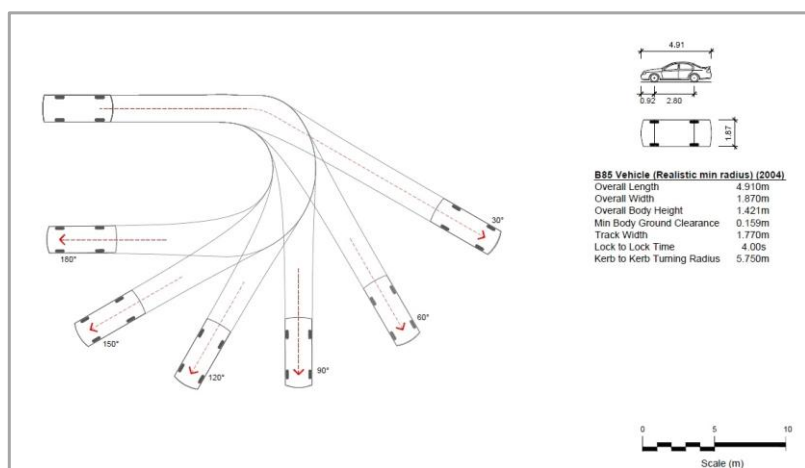 4.91
0.92 2.80
1.87
B85 Vehicle (Realistic min radius) (2004)
Overall Length 4.910m
Overall Width 1.870m
Overall Body Height 1.421m
Min Body Ground Clearance 0.159m
Track Width 1.770m
Lock to Lock Time 4.00s
Kerb to Kerb Turning Radius 5.750m
30°
60°
90°
120°
150°
180°
0 5 10
Scale (m)